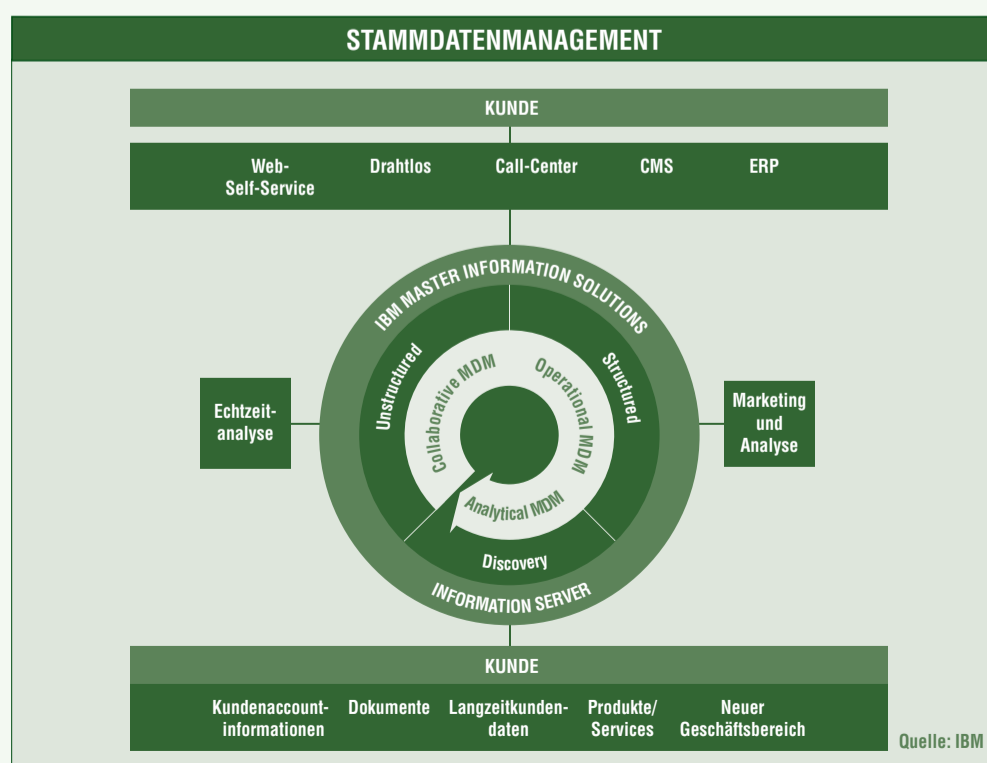 STAMMDATENMANAGEMENT
KUNDE
Web-
Self-Service
Drahtlos
Call-Center
CMS
ERP
IBM MASTER INFORMATION SOLUTIONS
Unstructured
Structured
Collaborative MDM
Operational MDM
Echtzeit-
analyse
Marketing
und
Analyse
Analytical MDM
Discovery
INFORMATION SERVER
KUNDE
Kundenaccount-
informationen
Dokumente
Langzeitkunden-
daten
Produkte/
Services
Neuer
Geschäftsbereich
Quelle: IBM